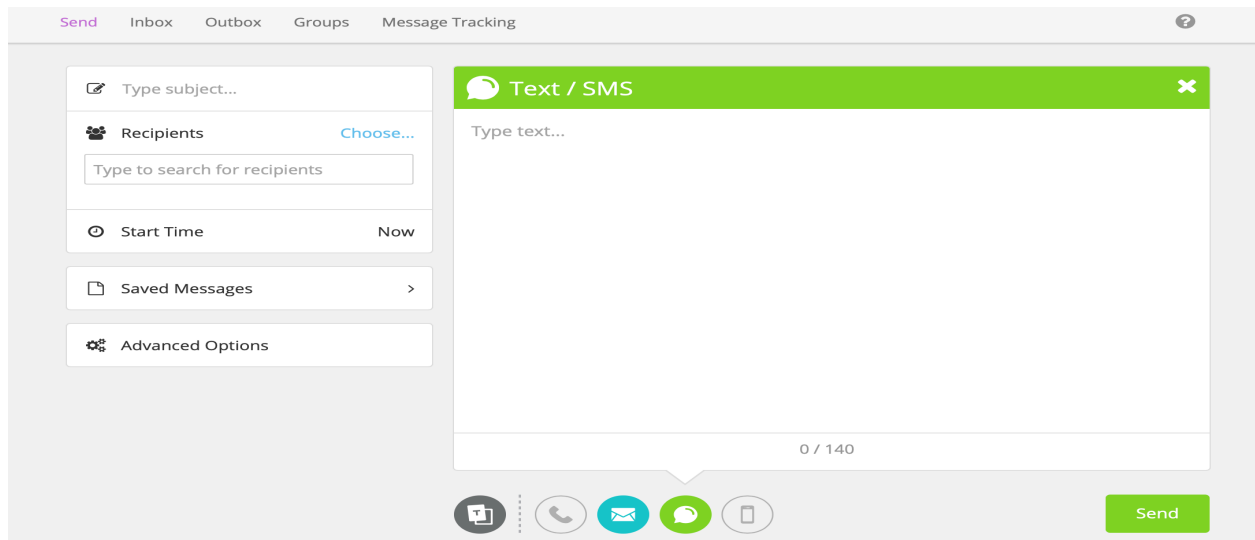 Send Inbox Outbox Groups Message Tracking
Type subject...
Recipients Choose...
Type to search for recipients
Start Time Now
Saved Messages >
Advanced Options
Text / SMS
Type text...
0 / 140
T
Send